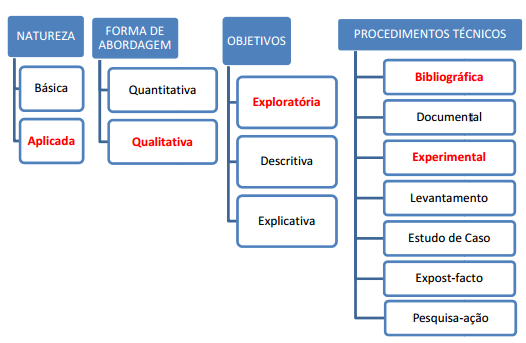 NATUREZA
Básica
Aplicada
FORMA DE
ABORDAGEM
Quantitativa
Qualitativa
OBJETIVOS
Exploratória
Descritiva
Explicativa
PROCEDIMENTOS TÉCNICOS
Bibliográfica
Documental
Experimental
Levantamento
Estudo de Caso
Expost-facto
Pesquisa-ação